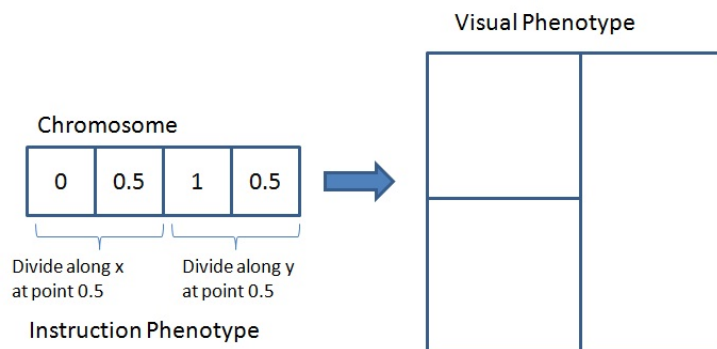 Visual Phenotype
Chromosome
0 0.5 1 0.5
Divide along x
at point 0.5
Divide along y
at point 0.5
Instruction Phenotype